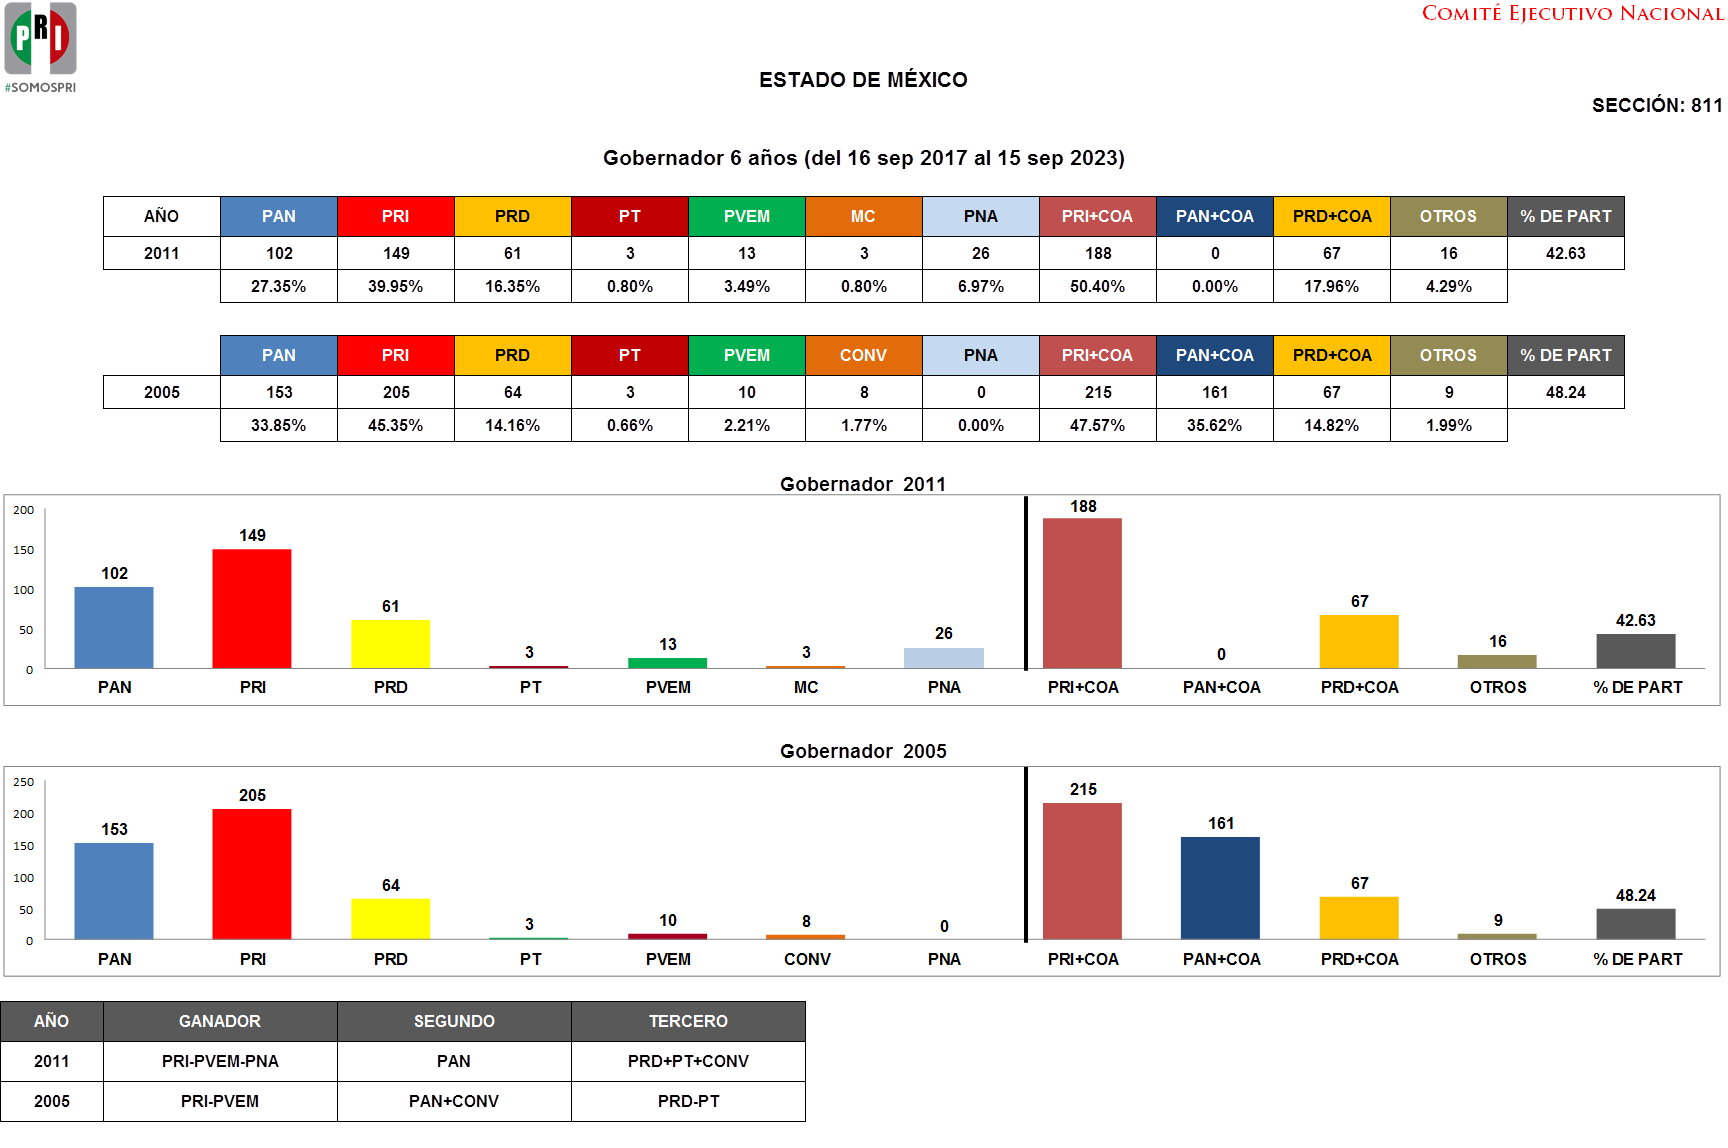 PRI
#SOMOSPRI
COMITÉ EJECUTIVO NACIONAL
ESTADO DE MÉXICO
SECCIÓN: 811
Gobernador 6 años (del 16 sep 2017 al 15 sep 2023)
AÑO PAN PRI PRD PT PVEM MC PNA PRI+COA PAN+COA PRD+COA OTROS % DE PART
2011 102 149 61 3 13 3 26 188 0 67 16 42.63
27.35% 39.95% 16.35% 0.80% 3.49% 0.80% 6.97% 50.40% 0.00% 17.96% 4.29%
PAN PRI PRD PT PVEM CONV PNA PRI+COA PAN+COA PRD+COA OTROS % DE PART
2005 153 205 64 3 10 8 0 215 161 67 9 48.24
33.85% 45.35% 14.16% 0.66% 2.21% 1.77% 0.00% 47.57% 35.62% 14.82% 1.99%
Gobernador 2011
200
150
100
50
0
102 149 61 3 13 3 26 188 0 67 16 42.63
PAN PRI PRD PT PVEM MC PNA PRI+COA PAN+COA PRD+COA OTROS % DE PART
Gobernador 2005
250
200
150
100
50
0
153 205 64 3 10 8 0 215 161 67 9 48.24
PAN PRI PRD PT PVEM CONV PNA PRI+COA PAN+COA PRD+COA OTROS % DE PART
AÑO GANADOR SEGUNDO TERCERO
2011 PRI-PVEM-PNA PAN PRD+PT+CONV
2005 PRI-PVEM PAN+CONV PRD-PT